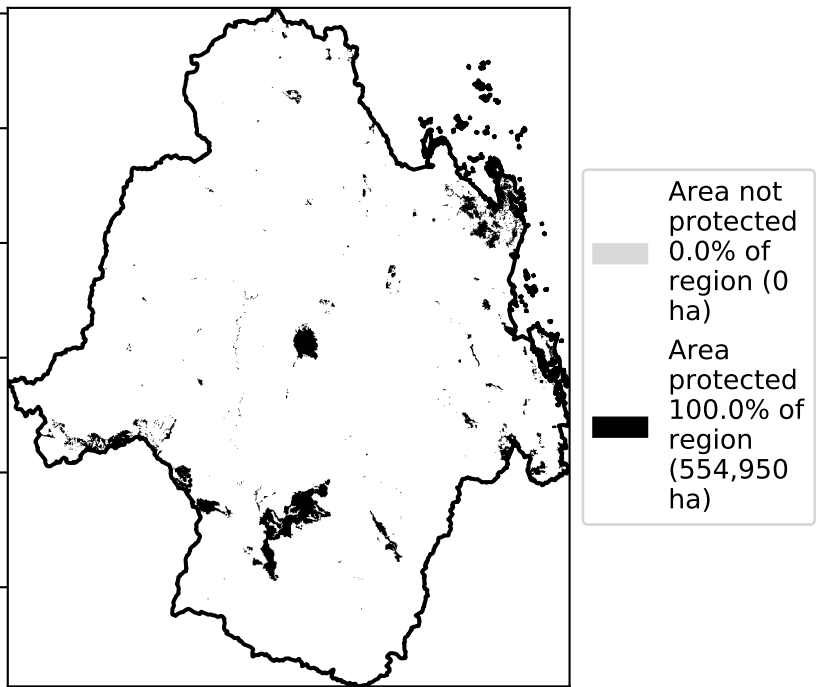 Area not
protected
0.0% of
region (0
ha)
Area
protected
100.0% of
region
(554,950
ha)